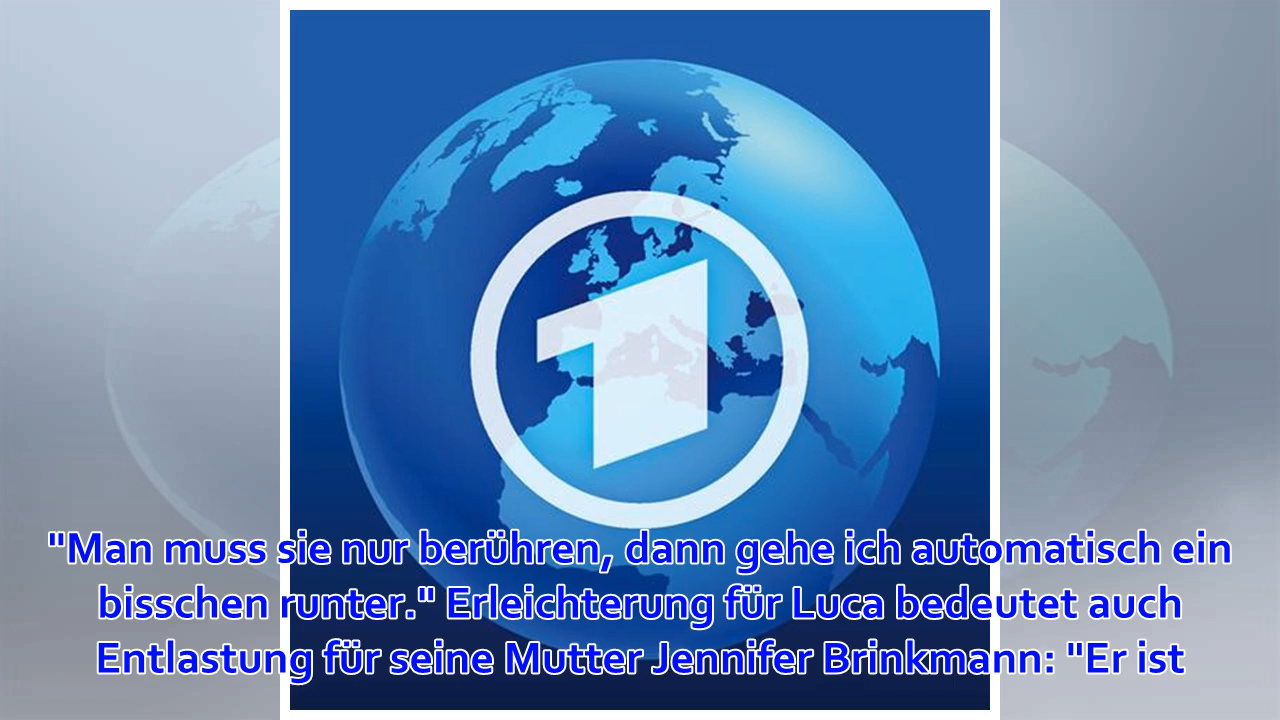 1
"Man muss sie nur berühren, dann gehe ich automatisch ein
bisschen runter." Erleichterung für Luca bedeutet auch
Entlastung für seine Mutter Jennifer Brinkmann: "Er ist